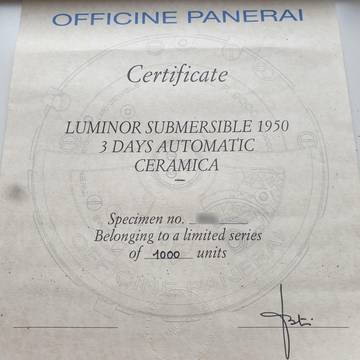 OFFICINE PANERAI
Certificate
LUMINOR SUBMERSIBLE 1950
3 DAYS AUTOMATIC
CERAMICA
Specimen no.
Belonging to a limited series
of 1000 units